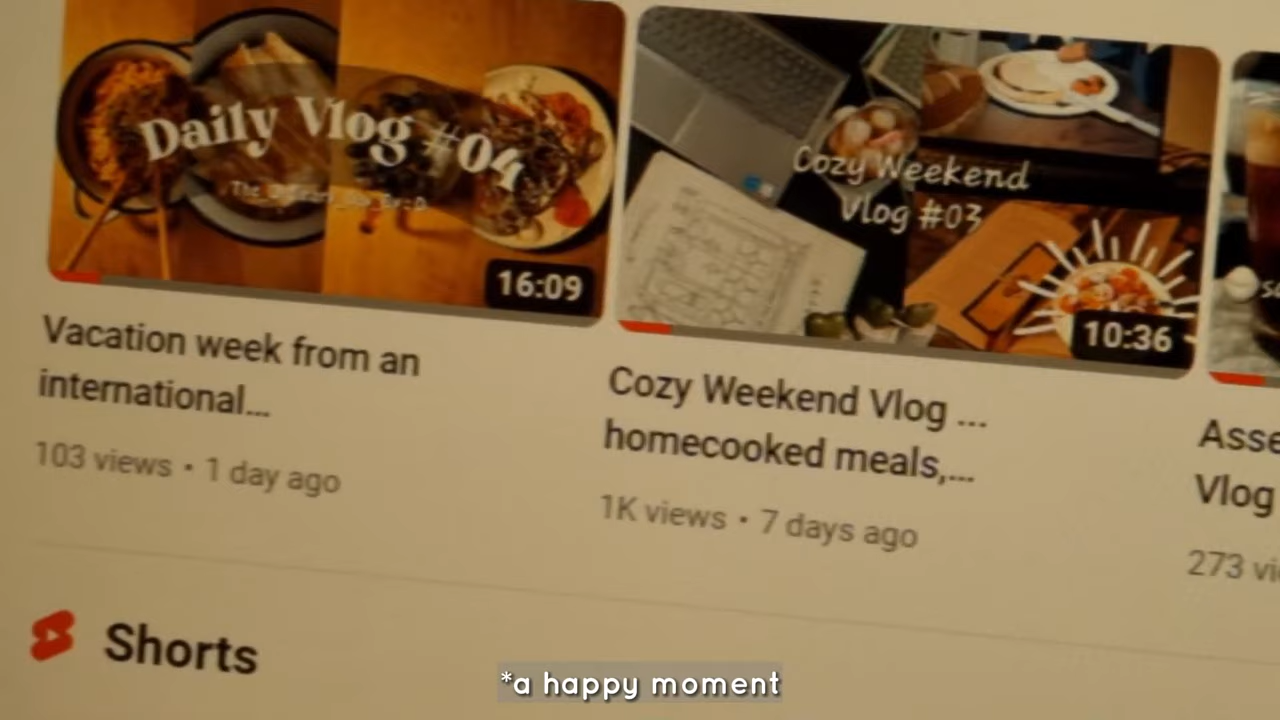 Daily Vlog #04
16:09
Cozy Weekend
Vlog #03
10:36
Vacation week from an
international...
103 views • 1 day ago
Cozy Weekend Vlog ...
homecooked meals,...
1K views • 7 days ago
Asse
Vlog
273 vi
Shorts
*a happy moment